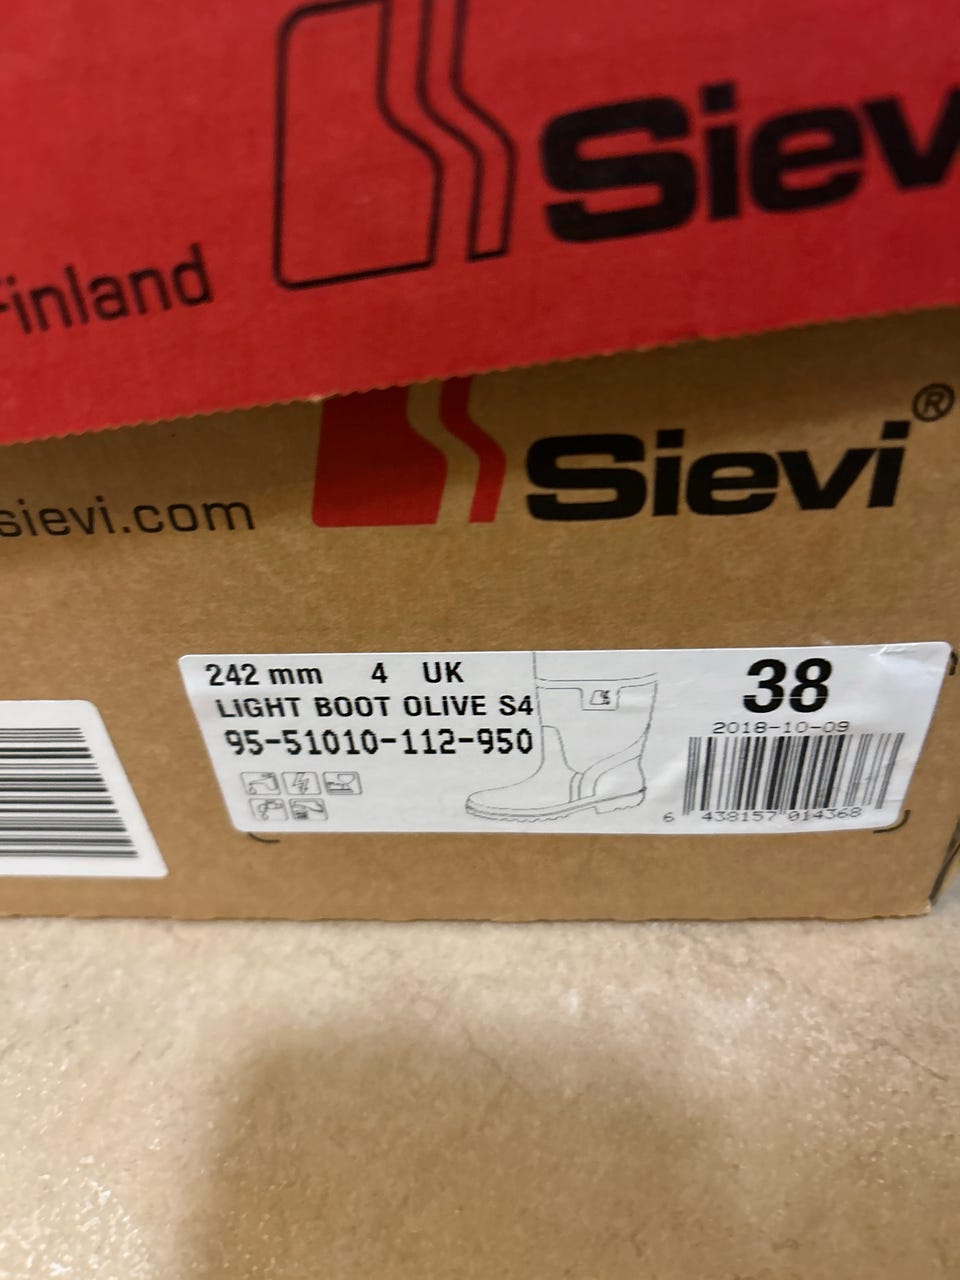 Siev
Finland
Sievi®
sievi.com
242 mm 4 UK
LIGHT BOOT OLIVE S4
95-51010-112-950
38
2018-10-09
6 438157 014368